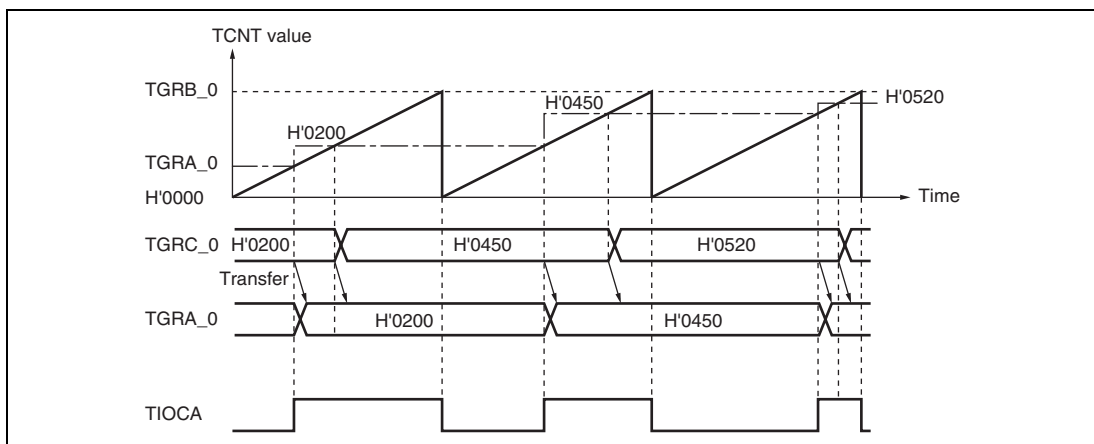 TCNT value
TGRB_0
H'0520
H'0450
H'0200
TGRA_0
H'0000
Time
TGRC_0 H'0200 H'0450 H'0520
Transfer
TGRA_0 H'0200 H'0450
TIOCA